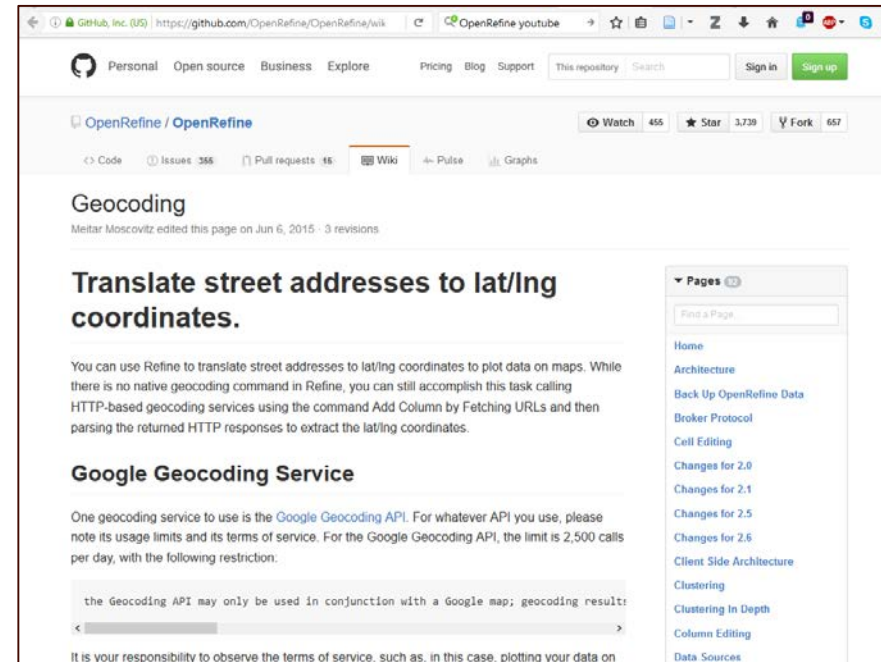 GitHub, Inc. (US) https://github.com/OpenRefine/OpenRefine/wik
OpenRefine youtube
0
ABP
Personal Open source Business Explore Pricing Blog Support This repository Search Sign in Sign up
OpenRefine / OpenRefine Watch 455 Star 3,739 Fork 657
Code Issues 355 Pull requests 15 Wiki Pulse Graphs
Geocoding
Meitar Moscovitz edited this page on Jun 6, 2015 · 3 revisions
Translate street addresses to lat/lng
coordinates.
You can use Refine to translate street addresses to lat/lng coordinates to plot data on maps. While
there is no native geocoding command in Refine, you can still accomplish this task calling
HTTP-based geocoding services using the command Add Column by Fetching URLs and then
parsing the returned HTTP responses to extract the lat/lng coordinates.
Google Geocoding Service
One geocoding service to use is the Google Geocoding API. For whatever API you use, please
note its usage limits and its terms of service. For the Google Geocoding API, the limit is 2,500 calls
per day, with the following restriction:
the Geocoding API may only be used in conjunction with a Google map; geocoding results
It is your responsibility to observe the terms of service, such as, in this case, plotting your data on
Pages
Find a Page
Home
Architecture
Back Up OpenRefine Data
Broker Protocol
Cell Editing
Changes for 2.0
Changes for 2.1
Changes for 2.5
Changes for 2.6
Client Side Architecture
Clustering
Clustering In Depth
Column Editing
Data Sources